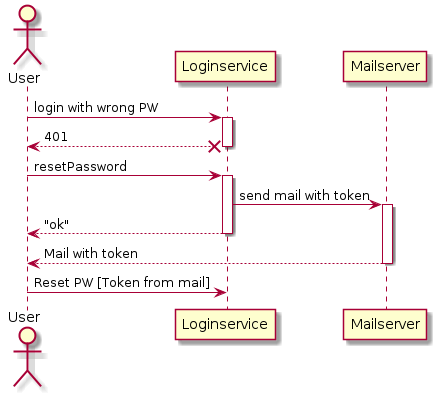 User
Loginservice
Mailserver
login with wrong PW
401
resetPassword
send mail with token
"ok"
Mail with token
Reset PW [Token from mail]
User
Loginservice
Mailserver